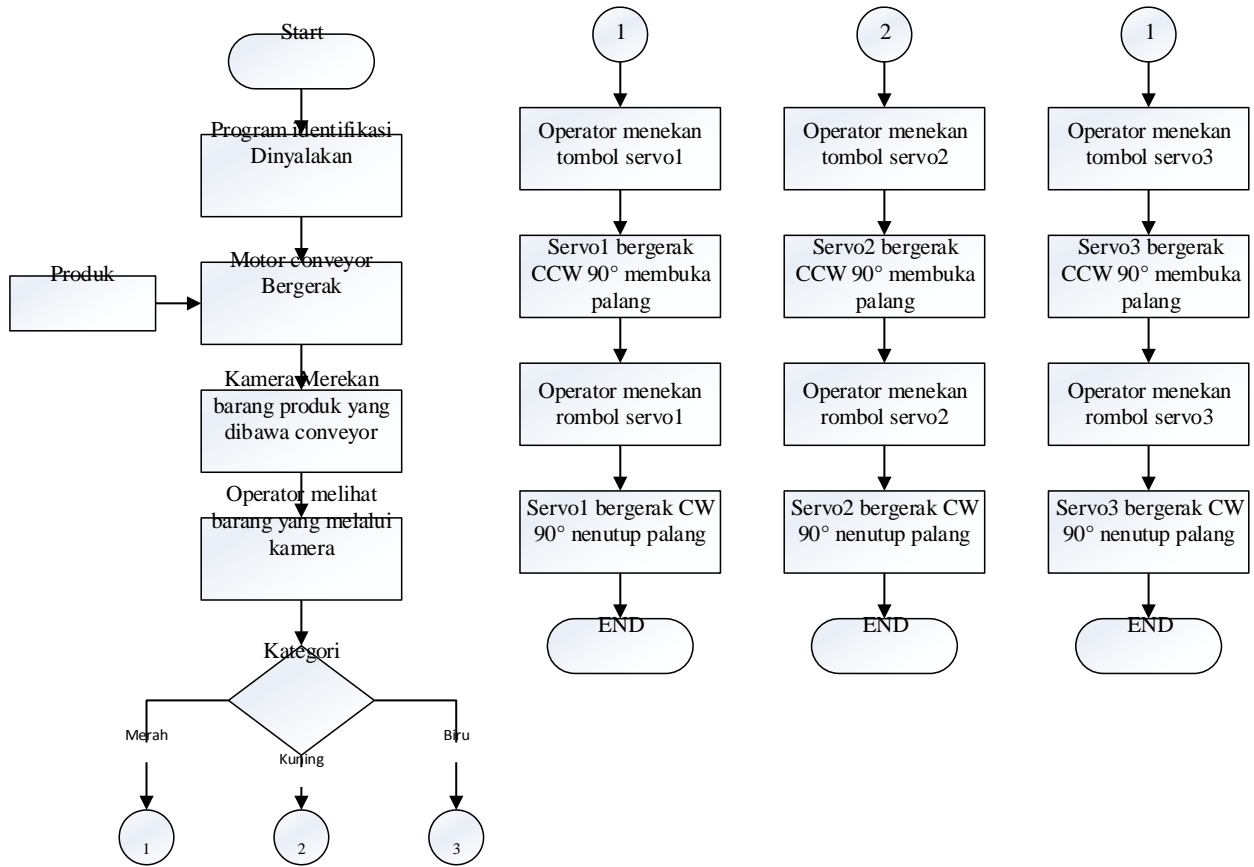 Start
Program identifikasi
Dinyalakan
Produk
Motor conveyor
Bergerak
Kamera Merekan
barang produk yang
dibawa conveyor
Operator melihat
barang yang melalui
kamera
Kategori
Merah
Kuning
Biru
1
2
3
1
Operator menekan
tombol servo1
Servo1 bergerak
CCW 90° membuka
palang
Operator menekan
rombol servo1
Servo1 bergerak CW
90° nenutup palang
END
2
Operator menekan
tombol servo2
Servo2 bergerak
CCW 90° membuka
palang
Operator menekan
rombol servo2
Servo2 bergerak CW
90° nenutup palang
END
1
Operator menekan
tombol servo3
Servo3 bergerak
CCW 90° membuka
palang
Operator menekan
rombol servo3
Servo3 bergerak CW
90° nenutup palang
END